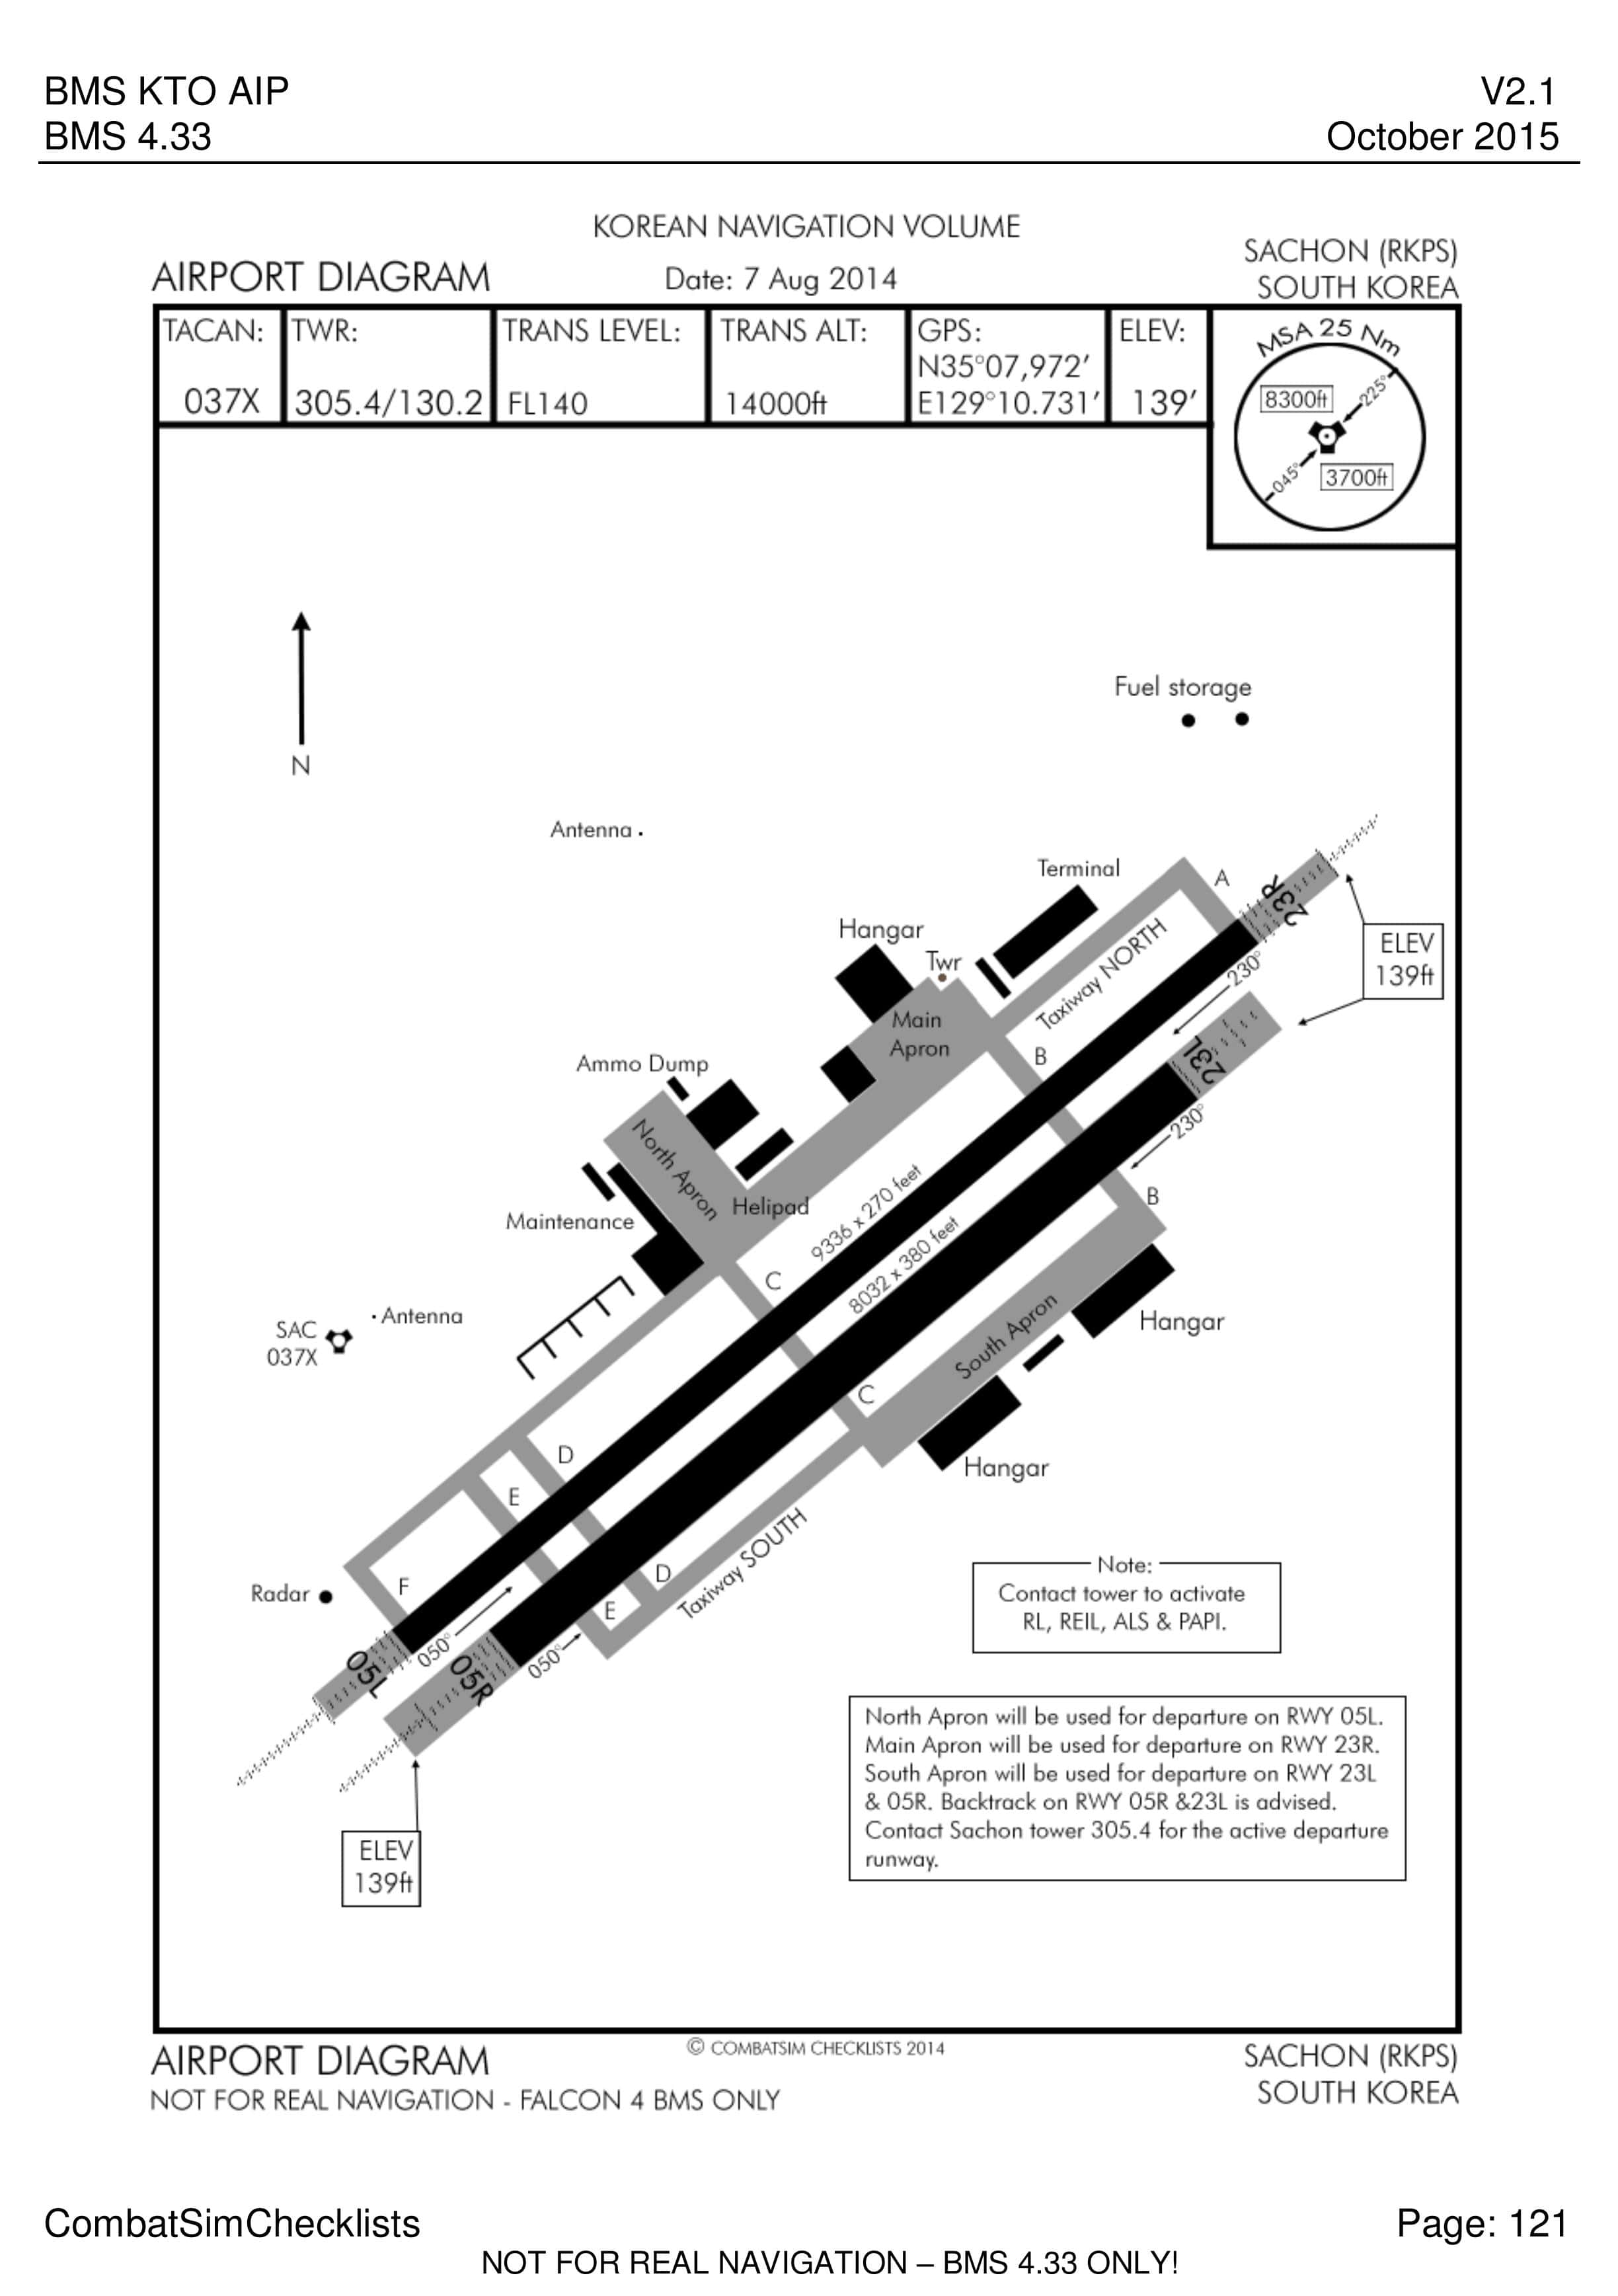 BMS KTO AIP
V2.1
BMS 4.33
October 2015
KOREAN NAVIGATION VOLUME
AIRPORT DIAGRAM
Date: 7 Aug 2014
SACHON (RKPS)
SOUTH KOREA
TACAN:
037X
TWR:
305.4/130.2
TRANS LEVEL:
FL140
TRANS ALT:
14000ft
GPS:
N35°07,972′
E129°10.731′
ELEV:
139′
MSA 25 Nm
8300ft
225°
045°
3700ft
N
Fuel storage
Antenna
Terminal
A
23R
Hangar
Twr
Taxiway NORTH
ELEV
139ft
230°
Main
Apron
B
23L
Ammo Dump
230°
North Apron
B
Helipad
Maintenance
9336 x 270 feet
8032 x 380 feet
C
Antenna
SAC
037X
South Apron
Hangar
C
D
Hangar
E
Taxiway SOUTH
D
F
E
Radar
050°
05L
05R
050°
Note:
Contact tower to activate
RL, REIL, ALS & PAPI.
North Apron will be used for departure on RWY 05L.
Main Apron will be used for departure on RWY 23R.
South Apron will be used for departure on RWY 23L
& 05R. Backtrack on RWY 05R &23L is advised.
Contact Sachon tower 305.4 for the active departure
runway.
ELEV
139ft
AIRPORT DIAGRAM
© COMBATSIM CHECKLISTS 2014
SACHON (RKPS)
NOT FOR REAL NAVIGATION - FALCON 4 BMS ONLY
SOUTH KOREA
CombatSimChecklists
Page: 121
NOT FOR REAL NAVIGATION – BMS 4.33 ONLY!